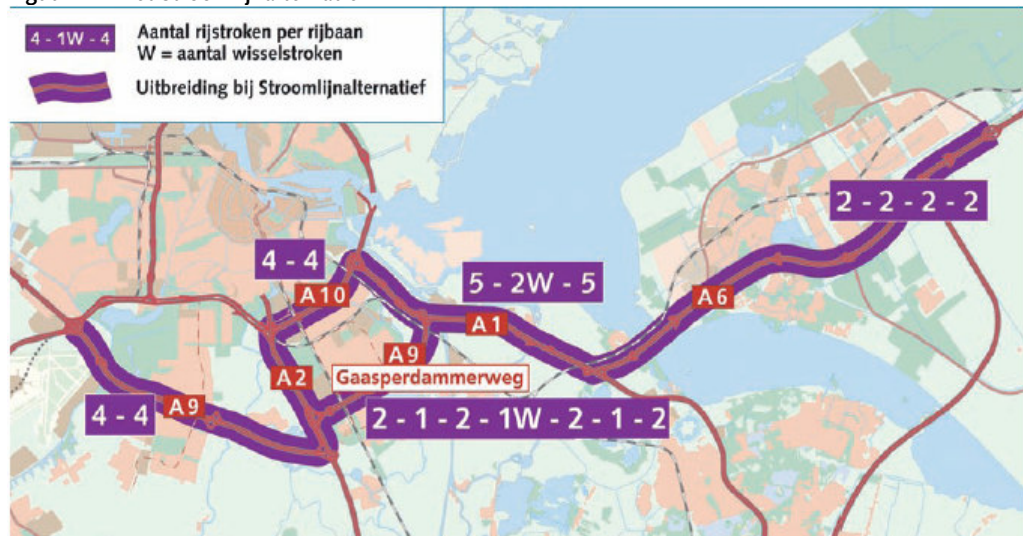 4 - 1W - 4
Aantal rijstroken per rijbaan
W = aantal wisselstroken
Uitbreiding bij Stroomlijnalternatief
2 - 2 - 2 - 2
4 - 4
5 - 2W - 5
A10
A6
A1
A9
A2
Gaasperdammerweg
4 - 4
A9
2 - 1 - 2 - 1W - 2 - 1 - 2